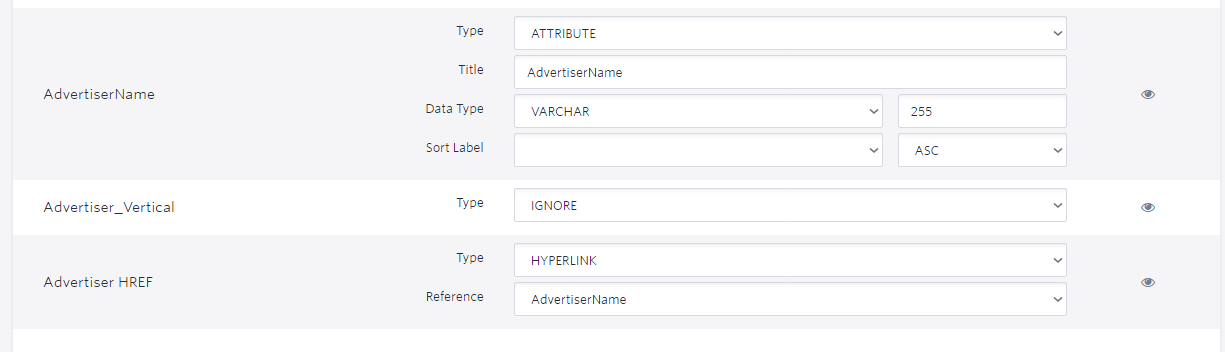 Type ATTRIBUTE
Title AdvertiserName
AdvertiserName
Data Type VARCHAR 255
Sort Label ASC
Advertiser_Vertical Type IGNORE
Type HYPERLINK
Advertiser HREF
Reference AdvertiserName